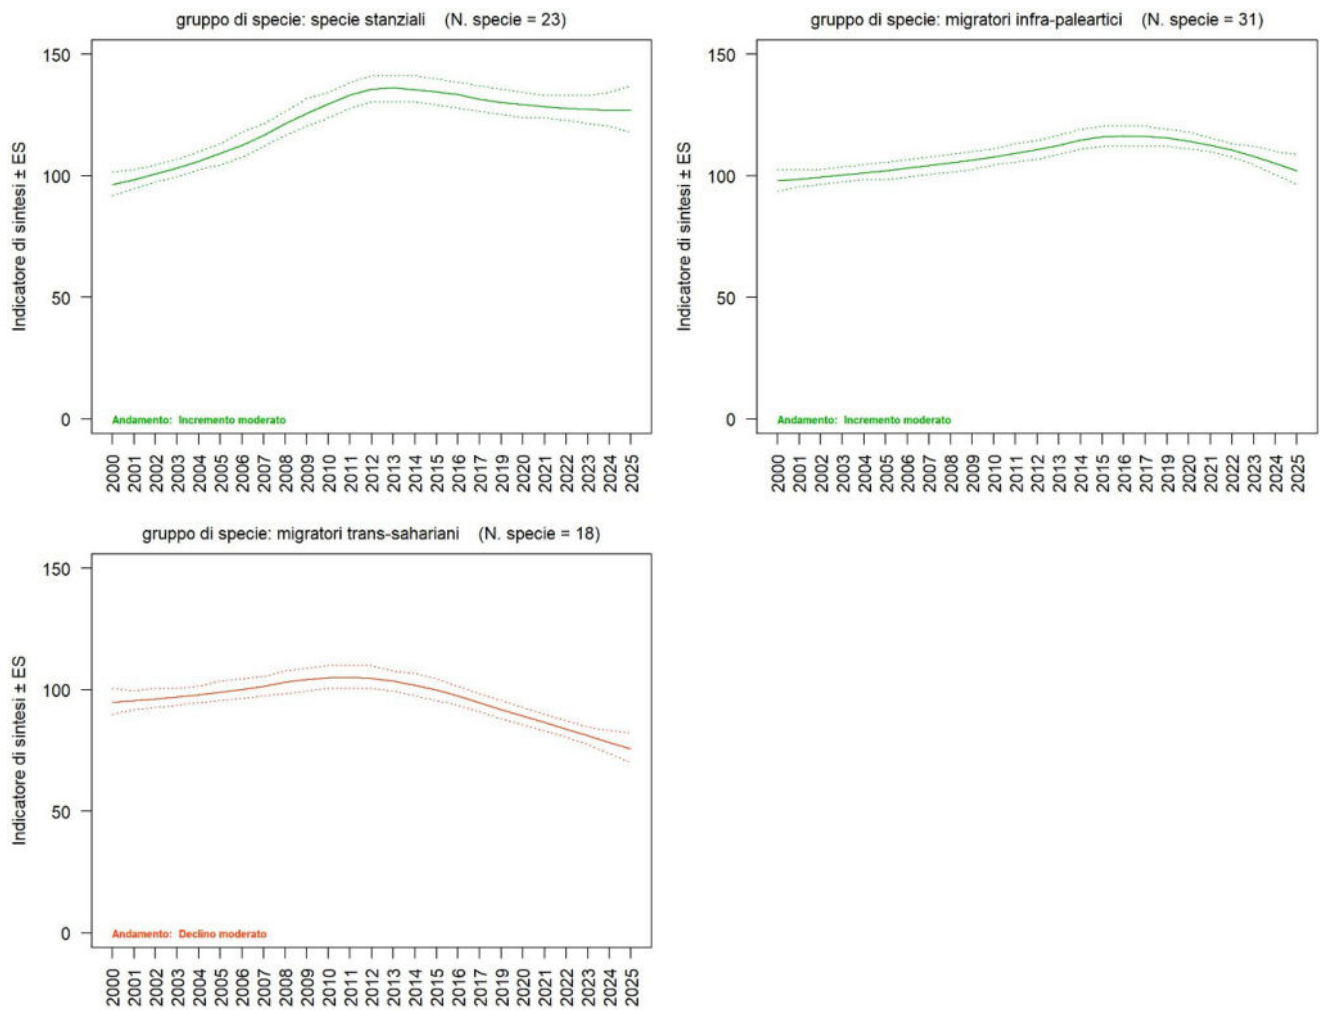 gruppo di specie: specie stanziali (N. specie = 23)
150
100
50
0
Indicatore di sintesi ± ES
Andamento: Incremento moderato
2000 2001 2002 2003 2004 2005 2006 2007 2008 2009 2010 2011 2012 2013 2014 2015 2016 2017 2019 2020 2021 2022 2023 2024 2025
gruppo di specie: migratori infra-paleartici (N. specie = 31)
150
100
50
0
Indicatore di sintesi ± ES
Andamento: Incremento moderato
2000 2001 2002 2003 2004 2005 2006 2007 2008 2009 2010 2011 2012 2013 2014 2015 2016 2017 2019 2020 2021 2022 2023 2024 2025
gruppo di specie: migratori trans-sahariani (N. specie = 18)
150
100
50
0
Indicatore di sintesi ± ES
Andamento: Declino moderato
2000 2001 2002 2003 2004 2005 2006 2007 2008 2009 2010 2011 2012 2013 2014 2015 2016 2017 2019 2020 2021 2022 2023 2024 2025